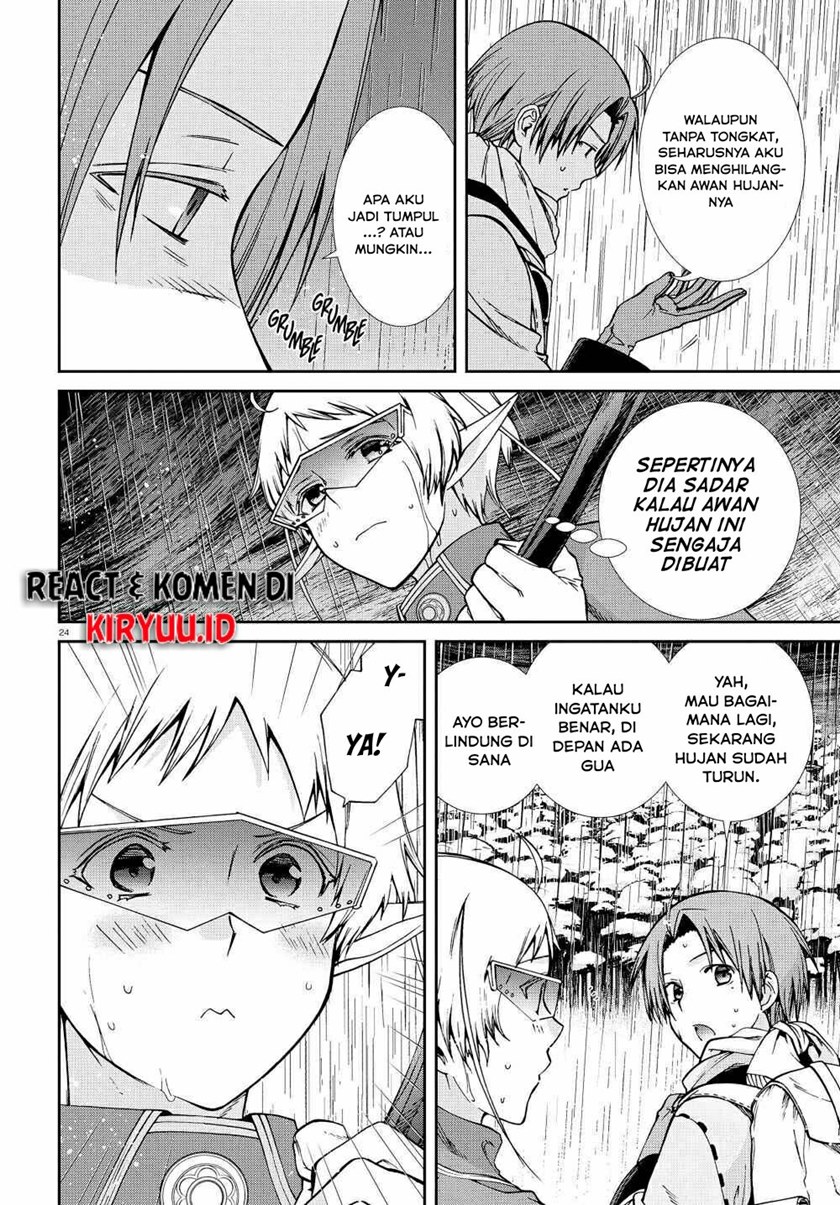 WALAUPUN
TANPA TONGKAT,
SEHARUSNYA AKU
BISA MENGHILANG-
KAN AWAN HUJAN-
NYA
APA AKU
JADI TUMPUL
...? ATAU
MUNGKIN...
GRUMBLE
GRUMBLE
SEPERTINYA
DIA SADAR
KALAU AWAN
HUJAN INI
SENGAJA
DIBUAT
REACT & KOMEN DI
KIRYUU.ID
24
YAH,
MAU BAGAI-
MANA LAGI,
SEKARANG
HUJAN SUDAH
TURUN.
KALAU
INGATANKU
BENAR, DI
DEPAN ADA
GUA
AYO BER-
LINDUNG DI
SANA
Y-
YA!